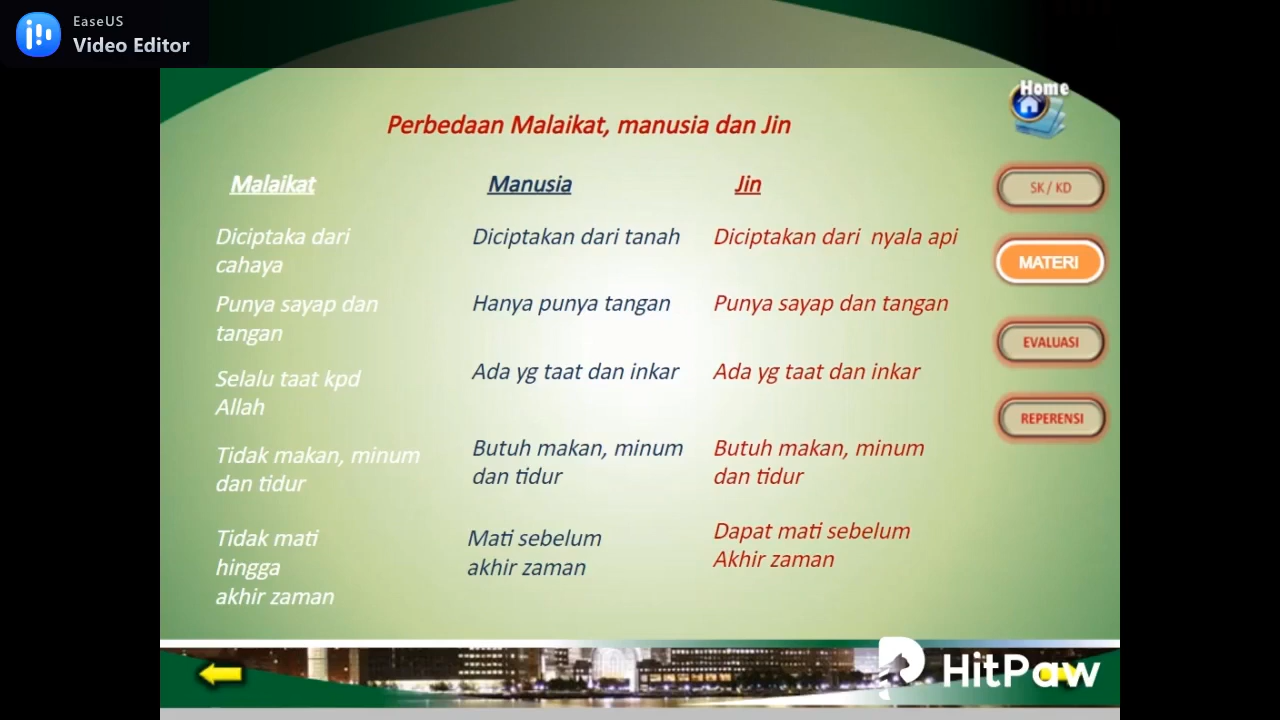 EaseUS
Video Editor
Home
Perbedaan Malaikat, manusia dan Jin
Malaikat
Manusia
Jin
Diciptaka dari
cahaya
Diciptakan dari tanah
Diciptakan dari nyala api
Punya sayap dan
tangan
Hanya punya tangan
Punya sayap dan tangan
Selalu taat kpd
Allah
Ada yg taat dan inkar
Ada yg taat dan inkar
Tidak makan, minum
dan tidur
Butuh makan, minum
dan tidur
Butuh makan, minum
dan tidur
Tidak mati
hingga
akhir zaman
Mati sebelum
akhir zaman
Dapat mati sebelum
Akhir zaman
SK / KD
MATERI
EVALUASI
REPERENSI
HitPaw